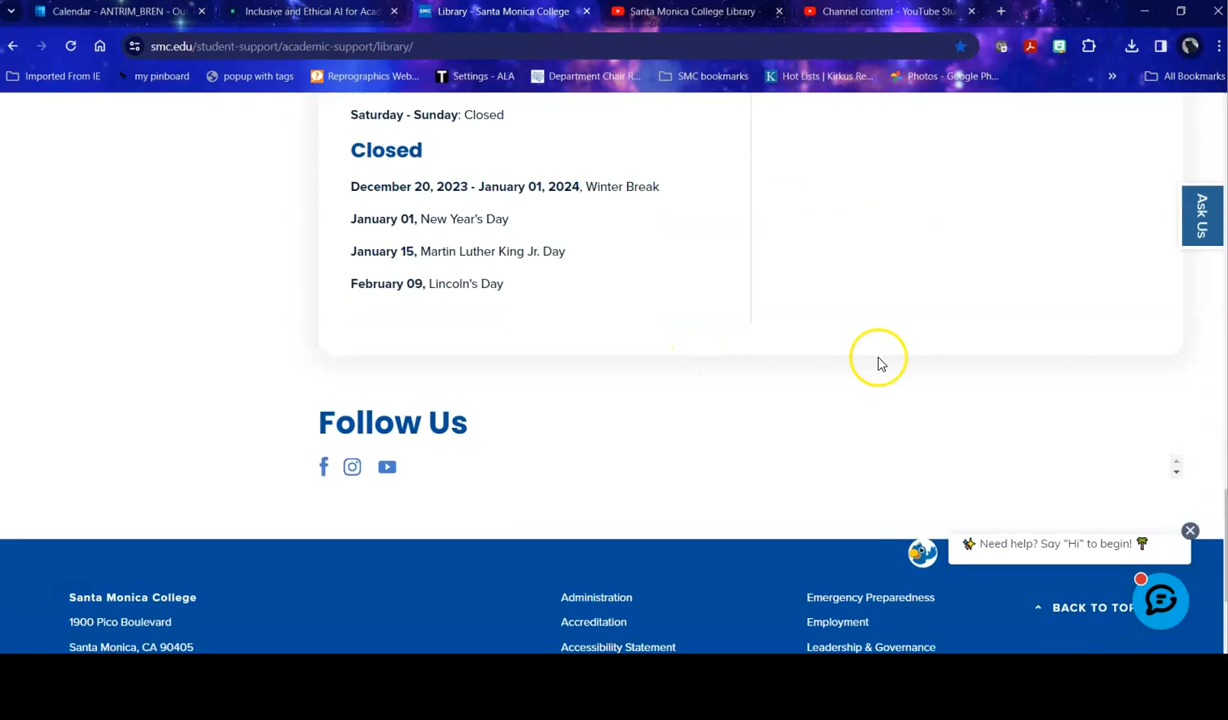 Calendar - ANTRIM_BREN - Ou
Inclusive and Ethical AI for Acad
SMC
Library - Santa Monica College
Santa Monica College Library
Channel content - YouTube Stu
smc.edu/student-support/academic-support/library/
Imported From IE
my pinboard
popup with tags
Reprographics Web...
Settings - ALA
Department Chair R...
SMC bookmarks
Hot Lists | Kirkus Re...
Photos - Google Ph...
All Bookmarks
Saturday - Sunday: Closed
Closed
December 20, 2023 - January 01, 2024, Winter Break
January 01, New Year's Day
January 15, Martin Luther King Jr. Day
February 09, Lincoln's Day
Ask Us
Follow Us
Need help? Say “Hi” to begin!
Santa Monica College
1900 Pico Boulevard
Santa Monica, CA 90405
Administration
Accreditation
Accessibility Statement
Emergency Preparedness
Employment
Leadership & Governance
BACK TO TOP